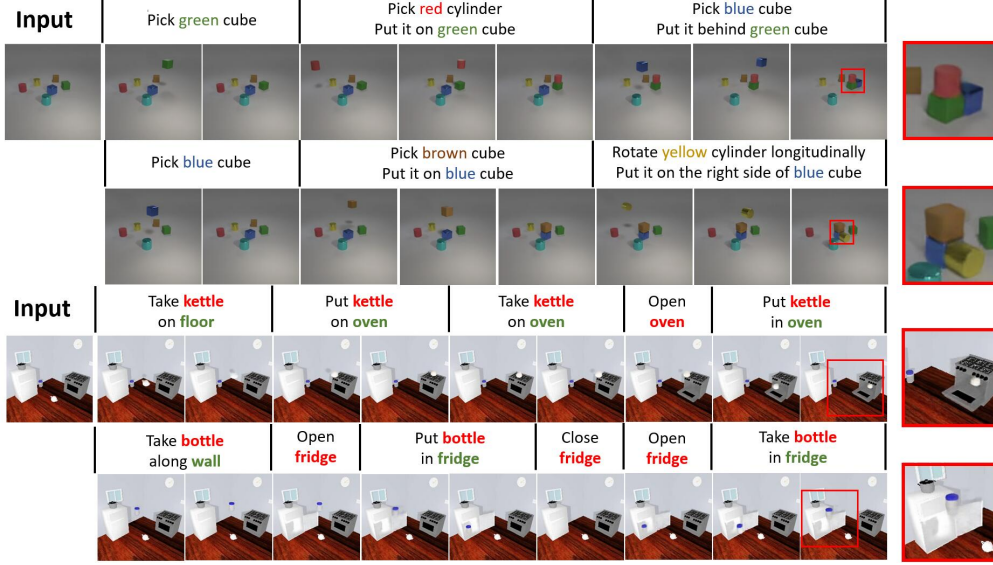 Input
Pick green cube
Pick red cylinder
Put it on green cube
Pick blue cube
Put it behind green cube
Pick blue cube
Pick brown cube
Put it on blue cube
Rotate yellow cylinder longitudinally
Put it on the right side of blue cube
Input
Take kettle
on floor
Put kettle
on oven
Take kettle
on oven
Open
oven
Put kettle
in oven
Take bottle
along wall
Open
fridge
Put bottle
in fridge
Close
fridge
Open
fridge
Take bottle
in fridge